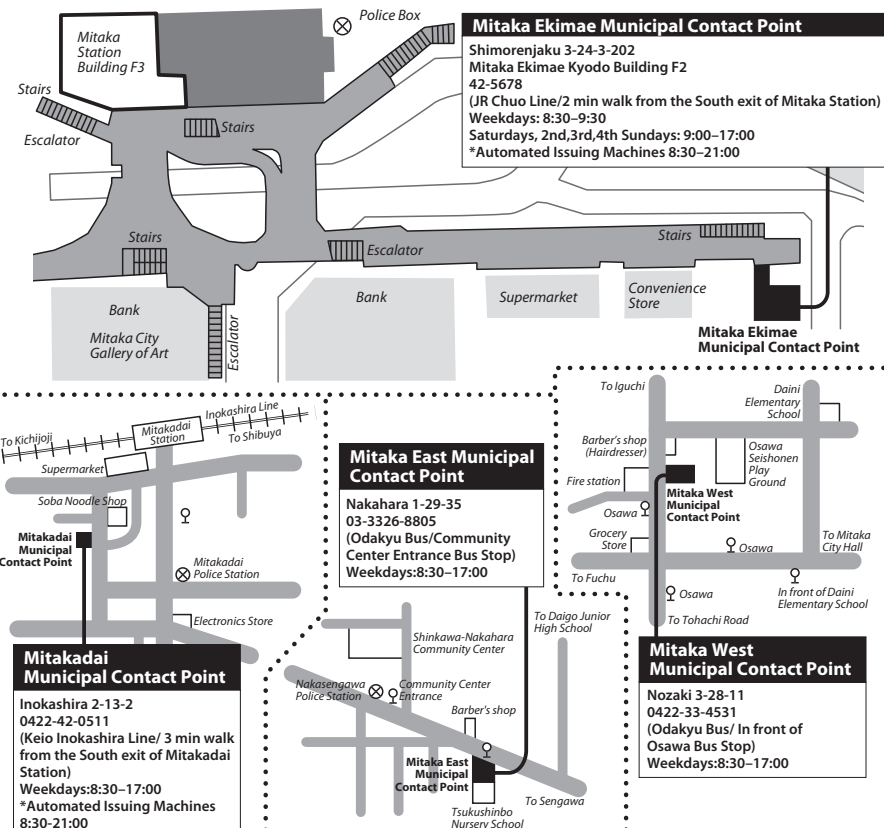 Mitaka
Station
Building F3
Police Box
Stairs
Escalator
Stairs
Stairs
Escalator
Stairs
Bank
Mitaka City
Gallery of Art
Escalator
Bank
Supermarket
Convenience
Store
Mitaka Ekimae
Municipal Contact Point
Mitaka Ekimae Municipal Contact Point
Shimorenjaku 3-24-3-202
Mitaka Ekimae Kyodo Building F2
42-5678
(JR Chuo Line/2 min walk from the South exit of Mitaka Station)
Weekdays: 8:30–9:30
Saturdays, 2nd,3rd,4th Sundays: 9:00–17:00
*Automated Issuing Machines 8:30–21:00
To Kichijoji
Mitakadai
Station
Inokashira Line
To Shibuya
Supermarket
Soba Noodle Shop
Mitakadai
Municipal
Contact Point
Mitakadai
Police Station
Electronics Store
Mitakadai
Municipal Contact Point
Inokashira 2-13-2
0422-42-0511
(Keio Inokashira Line/ 3 min walk
from the South exit of Mitakadai
Station)
Weekdays:8:30–17:00
*Automated Issuing Machines
8:30-21:00
Mitaka East Municipal
Contact Point
Nakahara 1-29-35
03-3326-8805
(Odakyu Bus/Community
Center Entrance Bus Stop)
Weekdays:8:30–17:00
Shinkawa-Nakahara
Community Center
To Daigo Junior
High School
Nakasengawa
Police Station
Community Center
Entrance
Barber's shop
Mitaka East
Municipal
Contact Point
Tsukushinbo
Nursery School
To Sengawa
To Iguchi
Daini
Elementary
School
Barber's shop
(Hairdresser)
Osawa
Seishonen
Play
Ground
Fire station
Mitaka West
Municipal
Contact Point
Osawa
Grocery
Store
Osawa
To Mitaka
City Hall
To Fuchu
Osawa
In front of Daini
Elementary School
To Tohachi Road
Mitaka West
Municipal Contact Point
Nozaki 3-28-11
0422-33-4531
(Odakyu Bus/ In front of
Osawa Bus Stop)
Weekdays:8:30–17:00